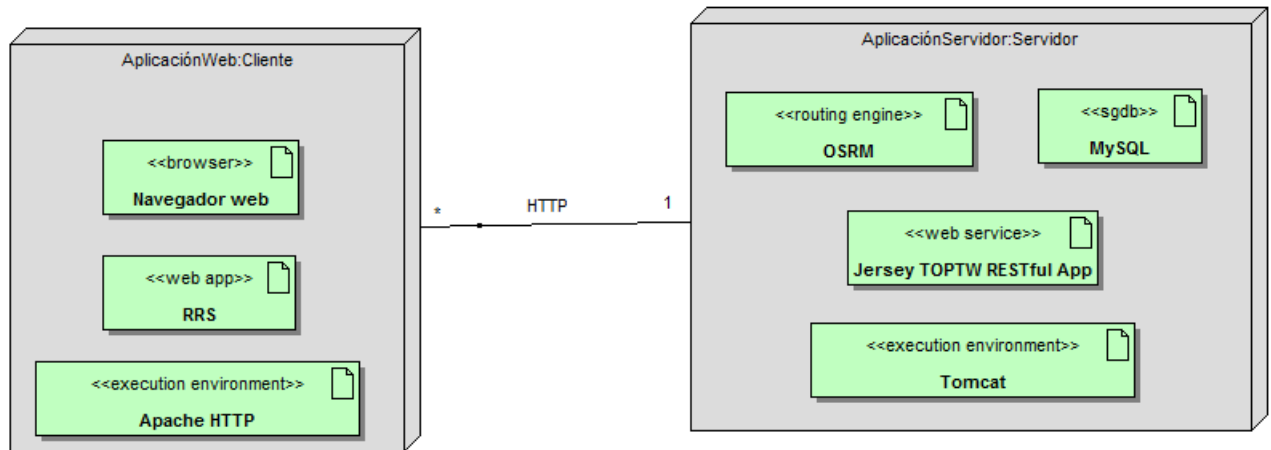 AplicaciónWeb:Cliente
<<browser>>
Navegador web
<<web app>>
RRS
<<execution environment>>
Apache HTTP
*
HTTP
1
AplicaciónServidor:Servidor
<<routing engine>>
OSRM
<<sgdb>>
MySQL
<<web service>>
Jersey TOPTW RESTful App
<<execution environment>>
Tomcat